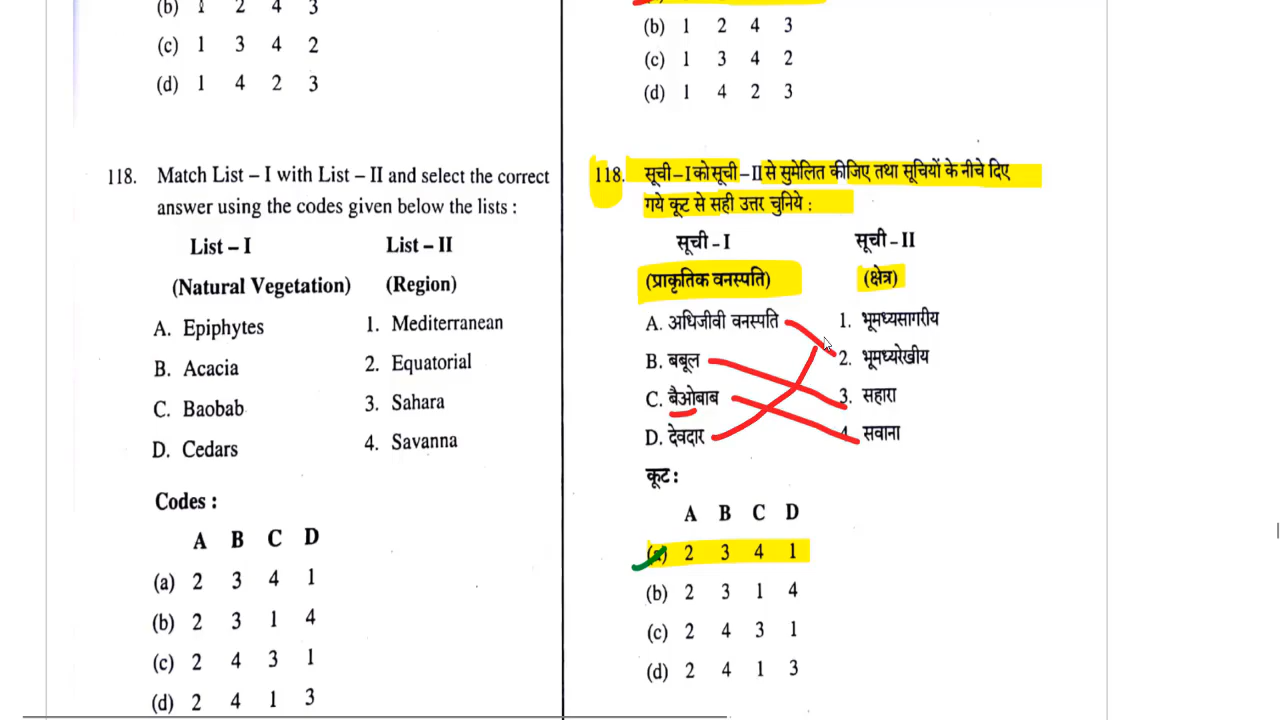 (b) 1 2 4 3
(c) 1 3 4 2
(d) 1 4 2 3
118. Match List – I with List – II and select the correct
answer using the codes given below the lists :
List – I List – II
(Natural Vegetation) (Region)
A. Epiphytes 1. Mediterranean
B. Acacia 2. Equatorial
C. Baobab 3. Sahara
D. Cedars 4. Savanna
Codes :
A B C D
(a) 2 3 4 1
(b) 2 3 1 4
(c) 2 4 3 1
(d) 2 4 1 3
(b) 1 2 4 3
(c) 1 3 4 2
(d) 1 4 2 3
118. सूची – I को सूची – II से सुमेलित कीजिए तथा सूचियों के नीचे दिए
गये कूट से सही उत्तर चुनिये :
सूची - I सूची - II
(प्राकृतिक वनस्पति) (क्षेत्र)
A. अधिजीवी वनस्पति 1. भूमध्यसागरीय
B. बबूल 2. भूमध्यरेखीय
C. बैओबाब 3. सहारा
D. देवदार 4. सवाना
कूट :
A B C D
(a) 2 3 4 1
(b) 2 3 1 4
(c) 2 4 3 1
(d) 2 4 1 3